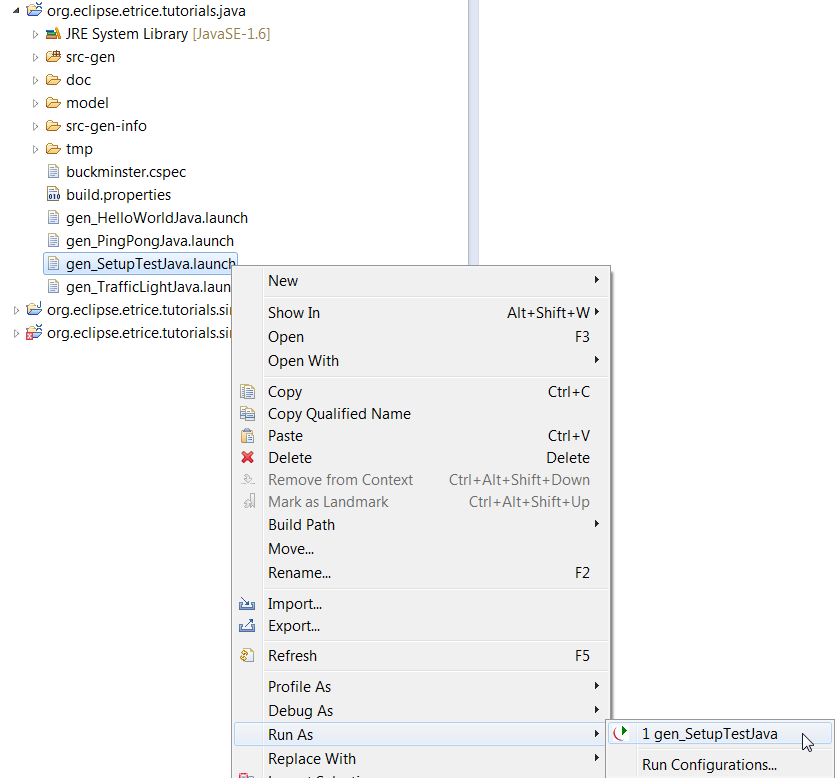 org.eclipse.etrice.tutorials.java
JRE System Library [JavaSE-1.6]
src-gen
doc
model
src-gen-info
tmp
buckminster.cspec
build.properties
gen_HelloWorldJava.launch
gen_PingPongJava.launch
gen_SetupTestJava.launch
gen_TrafficLightJava.laun
org.eclipse.etrice.tutorials.si
org.eclipse.etrice.tutorials.si
New
Show In Alt+Shift+W
Open F3
Open With
Copy Ctrl+C
Copy Qualified Name
Paste Ctrl+V
Delete Delete
Remove from Context Ctrl+Alt+Shift+Down
Mark as Landmark Ctrl+Alt+Shift+Up
Build Path
Move...
Rename... F2
Import...
Export...
Refresh F5
Profile As
Debug As
Run As
1 gen_SetupTestJava
Replace With
Run Configurations...